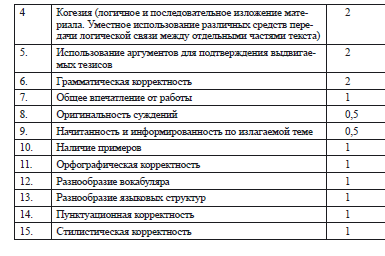 4 Когезия (логичное и последовательное изложение мате- 2
риала. Уместное использование различных средств пере-
дачи логической связи между отдельными частями текста)
5. Использование аргументов для подтверждения выдвигае- 2
мых тезисов
6. Грамматическая корректность 2
7. Общее впечатление от работы 1
8. Оригинальность суждений 0,5
9. Начитанность и информированность по излагаемой теме 0,5
10. Наличие примеров 1
11. Орфографическая корректность 1
12. Разнообразие вокабуляра 1
13. Разнообразие языковых структур 1
14. Пунктуационная корректность 1
15. Стилистическая корректность 1